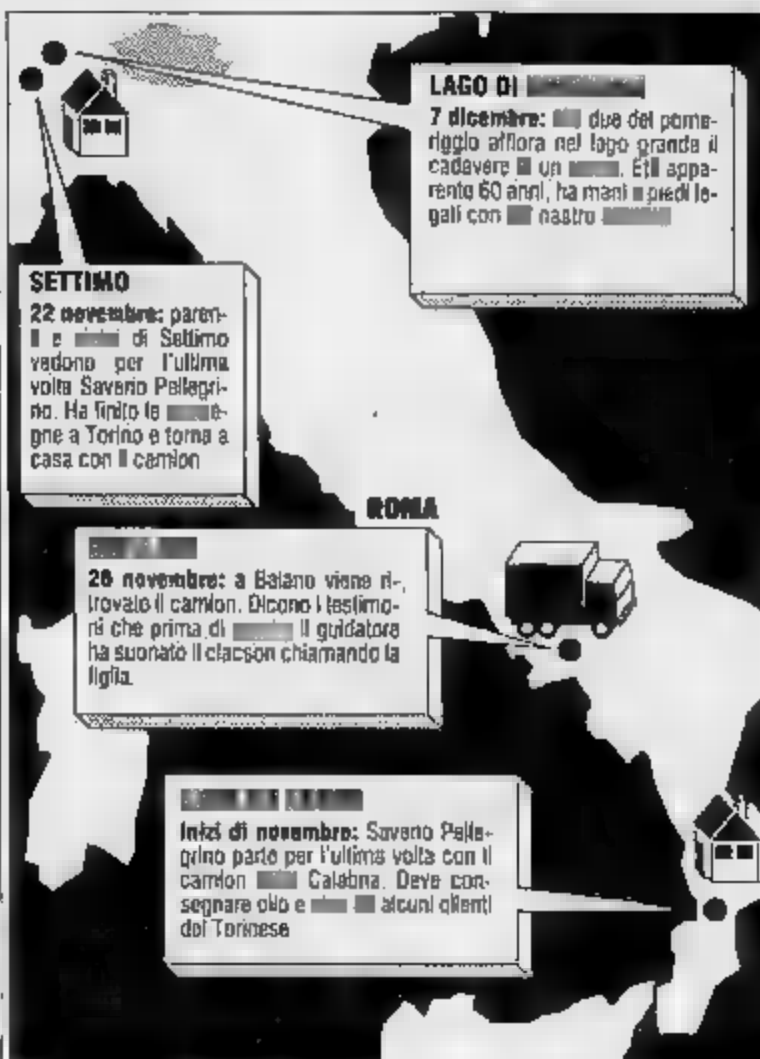 LAGO DI
7 dicembre: due del pome-
riggio affiora nel lago grande il
cadavere un Età appa-
rente 60 anni, ha mani e piedi le-
gati con nastro
SETTIMO
22 novembre: paren-
ti e di Settimo
vedono per l'ultima
volta Saverio Pellegri-
no. Ha finito le
gne a Torino e torna a
casa con il camion
ROMA
26 novembre: a Baiano viene ri-
trovato il camion. Dicono i testimo-
ni che prima di il guidatore
ha suonato il clacson chiamando la
figlia.
Inizi di novembre: Saverio Pelle-
grino parte per l'ultima volta con il
camion Calabria. Deve con-
segnare olio e alcuni clienti
del Torinese